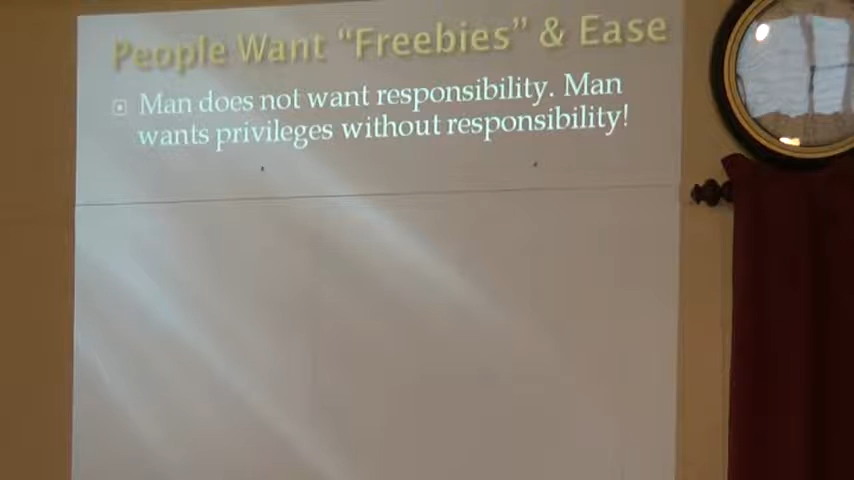 People Want “Freebies” & Ease
Man does not want responsibility. Man
wants privileges without responsibility!